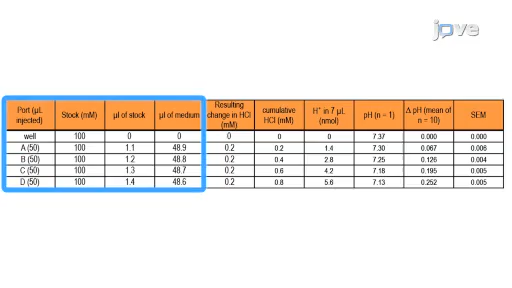 jove
Port (µL injected) Stock (mM) µl of stock µl of medium Resulting change in HCl (mM) cumulative HCl (mM) H+ in 7 µL (nmol) pH (n = 1) Δ pH (mean of n = 10) SEM
well 100 0 0 0 0 0 7.37 0.000 0.000
A (50) 100 1.1 48.9 0.2 0.2 1.4 7.30 0.067 0.006
B (50) 100 1.2 48.8 0.2 0.4 2.8 7.25 0.126 0.004
C (50) 100 1.3 48.7 0.2 0.6 4.2 7.18 0.195 0.005
D (50) 100 1.4 48.6 0.2 0.8 5.6 7.13 0.252 0.005